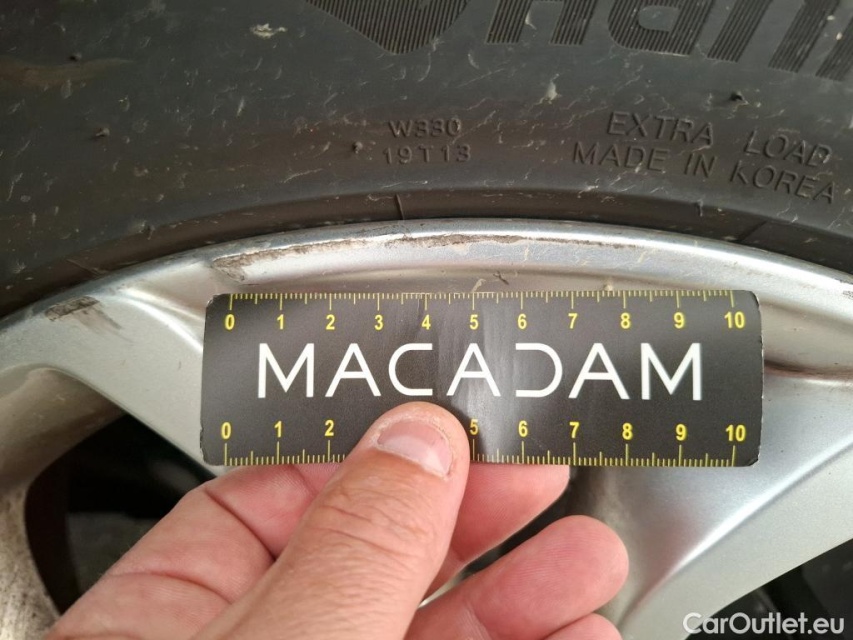 W330
19T13
EXTRA LOAD
MADE IN KOREA
0 1 2 3 4 5 6 7 8 9 10
MACADAM
0 1 2 5 6 7 8 9 10
CarOutlet.eu